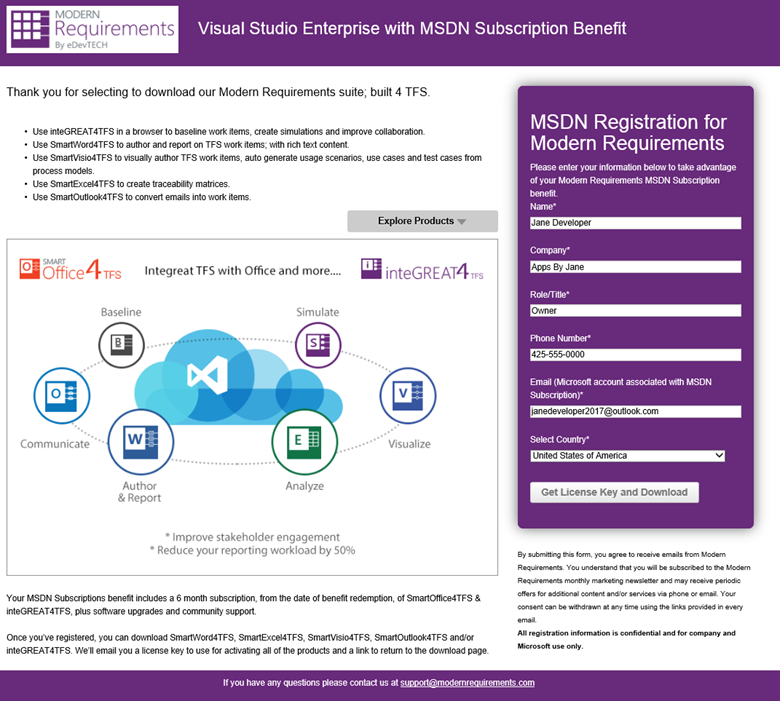 MODERN
Requirements
By eDevTECH
Visual Studio Enterprise with MSDN Subscription Benefit
Thank you for selecting to download our Modern Requirements suite; built 4 TFS.
• Use inteGREAT4TFS in a browser to baseline work items, create simulations and improve collaboration.
• Use SmartWord4TFS to author and report on TFS work items; with rich text content.
• Use SmartVisio4TFS to visually author TFS work items, auto generate usage scenarios, use cases and test cases from
process models.
• Use SmartExcel4TFS to create traceability matrices.
• Use SmartOutlook4TFS to convert emails into work items.
Explore Products
SMART
Office4TFS
Integreat TFS with Office and more....
i
inteGREAT4TFS
Baseline
Simulate
B
S
O
V
W
E
Communicate
Visualize
Author
& Report
Analyze
* Improve stakeholder engagement
* Reduce your reporting workload by 50%
Your MSDN Subscriptions benefit includes a 6 month subscription, from the date of benefit redemption, of SmartOffice4TFS &
inteGREAT4TFS, plus software upgrades and community support.
Once you've registered, you can download SmartWord4TFS, SmartExcel4TFS, SmartVisio4TFS, SmartOutlook4TFS and/or
inteGREAT4TFS. We'll email you a license key to use for activating all of the products and a link to return to the download page.
MSDN Registration for
Modern Requirements
Please enter your information below to take advantage
of your Modern Requirements MSDN Subscription
benefit.
Name*
Jane Developer
Company*
Apps By Jane
Role/Title*
Owner
Phone Number*
425-555-0000
Email (Microsoft account associated with MSDN
Subscription)*
janedeveloper2017@outlook.com
Select Country*
United States of America
Get License Key and Download
By submitting this form, you agree to receive emails from Modern
Requirements. You understand that you will be subscribed to the Modern
Requirements monthly marketing newsletter and may receive periodic
offers for additional content and/or services via phone or email. Your
consent can be withdrawn at any time using the links provided in every
email.
All registration information is confidential and for company and
Microsoft use only.
If you have any questions please contact us at support@modernrequirements.com